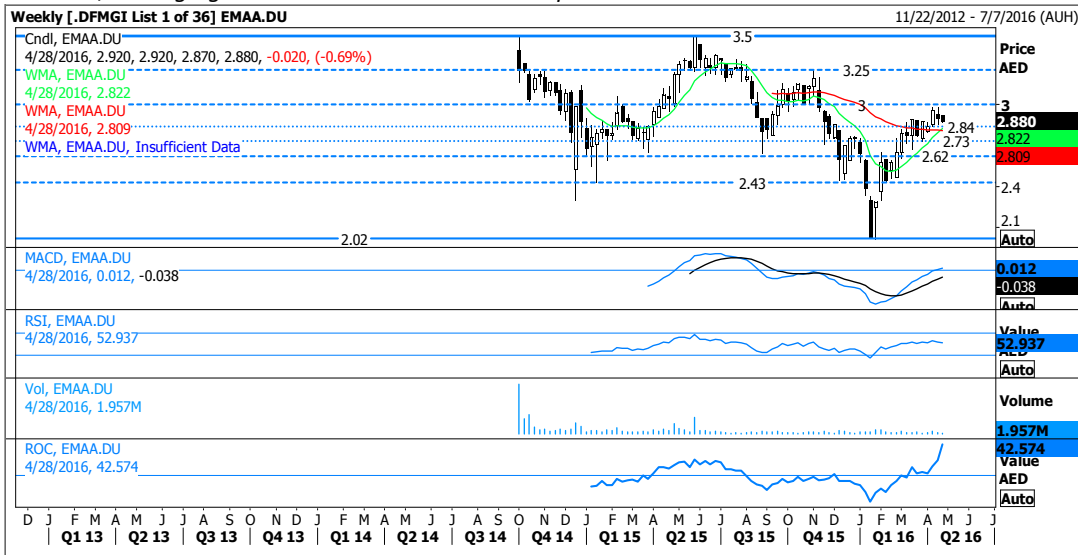 Weekly [.DFMGI List 1 of 36] EMAA.DU 11/22/2012 - 7/7/2016 (AUH)
Cndl, EMAA.DU
4/28/2016, 2.920, 2.920, 2.870, 2.880, -0.020, (-0.69%)
WMA, EMAA.DU
4/28/2016, 2.822
WMA, EMAA.DU
4/28/2016, 2.809
WMA, EMAA.DU, Insufficient Data
3.5
3.25
3
2.84
2.73
2.62
2.43
2.02
Price
AED
3
2.880
2.822
2.809
2.4
2.1
Auto
MACD, EMAA.DU
4/28/2016, 0.012, -0.038
0.012
-0.038
Auto
RSI, EMAA.DU
4/28/2016, 52.937
Value
52.937
AED
Auto
Vol, EMAA.DU
4/28/2016, 1.957M
Volume
1.957M
ROC, EMAA.DU
4/28/2016, 42.574
42.574
Value
AED
Auto
D J F M A M J J A S O N D J F M A M J J A S O N D J F M A M J J A S O N D J F M A M J J
Q1 13 Q2 13 Q3 13 Q4 13 Q1 14 Q2 14 Q3 14 Q4 14 Q1 15 Q2 15 Q3 15 Q4 15 Q1 16 Q2 16